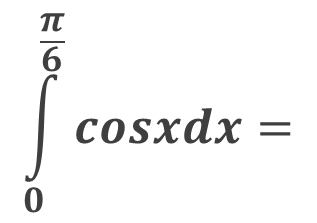 π
6
∫ cosxdx =
0